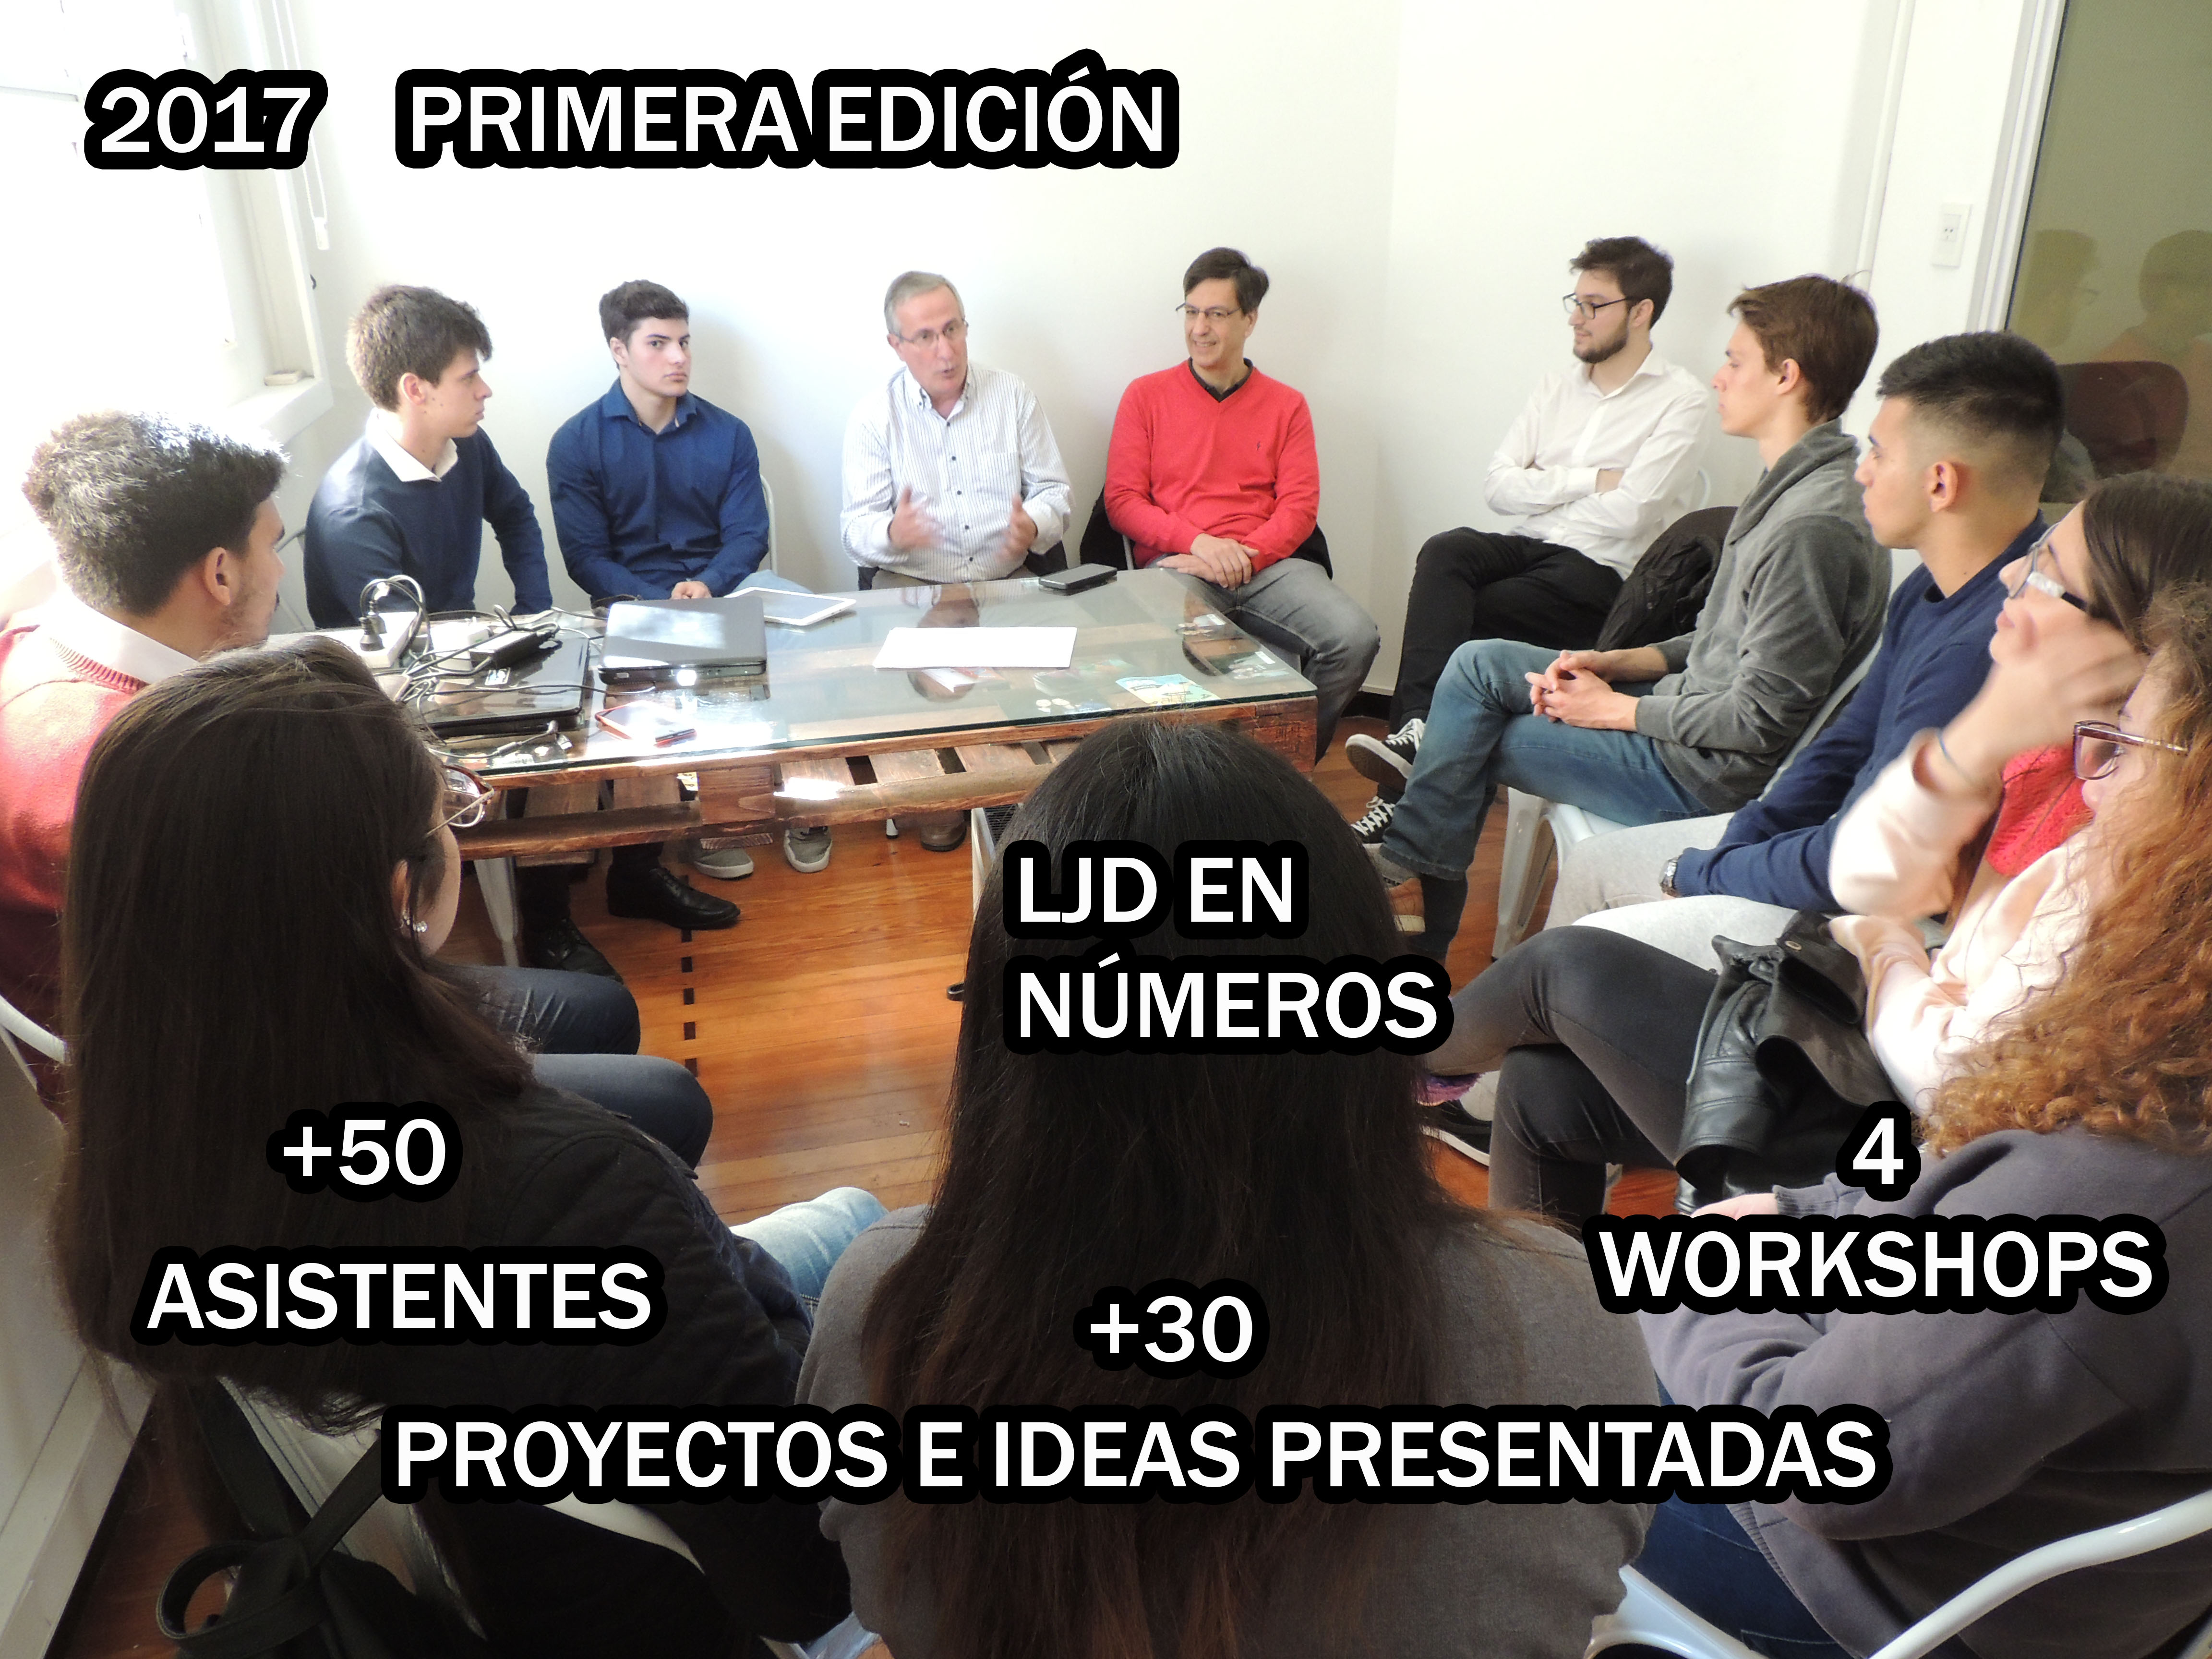 2017 PRIMERA EDICIÓN
LJD EN
NÚMEROS
+50
ASISTENTES
4
WORKSHOPS
+30
PROYECTOS E IDEAS PRESENTADAS